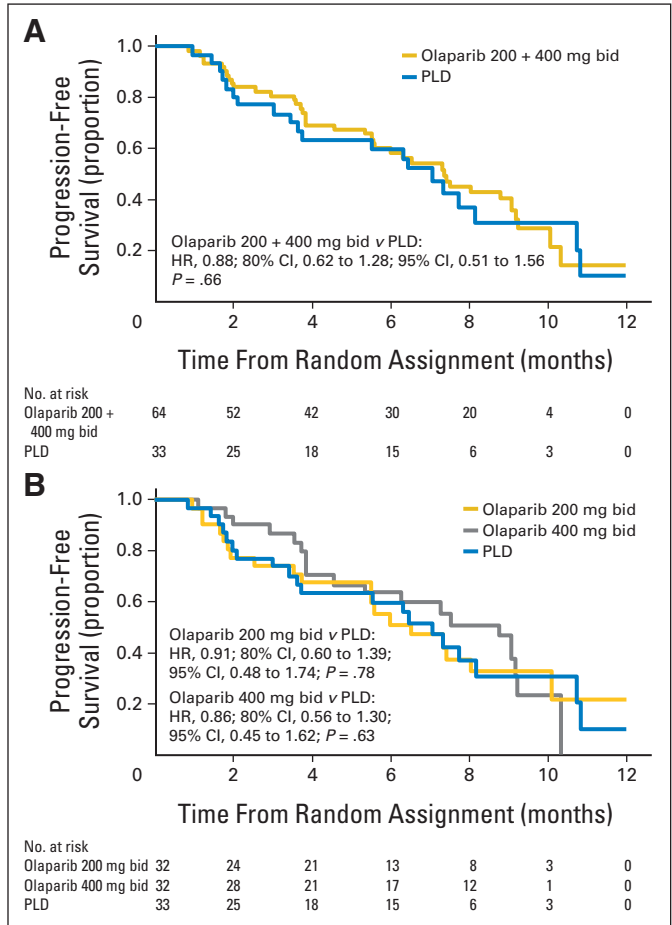 A
Olaparib 200 + 400 mg bid
PLD
Progression-Free
Survival (proportion)
1.0
0.8
0.6
0.4
0.2
Olaparib 200 + 400 mg bid v PLD:
HR, 0.88; 80% CI, 0.62 to 1.28; 95% CI, 0.51 to 1.56
P = .66
0 2 4 6 8 10 12
Time From Random Assignment (months)
No. at risk
Olaparib 200 + 64 52 42 30 20 4 0
400 mg bid
PLD 33 25 18 15 6 3 0
B
Olaparib 200 mg bid
Olaparib 400 mg bid
PLD
Progression-Free
Survival (proportion)
1.0
0.8
0.6
0.4
0.2
Olaparib 200 mg bid v PLD:
HR, 0.91; 80% CI, 0.60 to 1.39;
95% CI, 0.48 to 1.74; P = .78
Olaparib 400 mg bid v PLD:
HR, 0.86; 80% CI, 0.56 to 1.30;
95% CI, 0.45 to 1.62; P = .63
0 2 4 6 8 10 12
Time From Random Assignment (months)
No. at risk
Olaparib 200 mg bid 32 24 21 13 8 3 0
Olaparib 400 mg bid 32 28 21 17 12 1 0
PLD 33 25 18 15 6 3 0